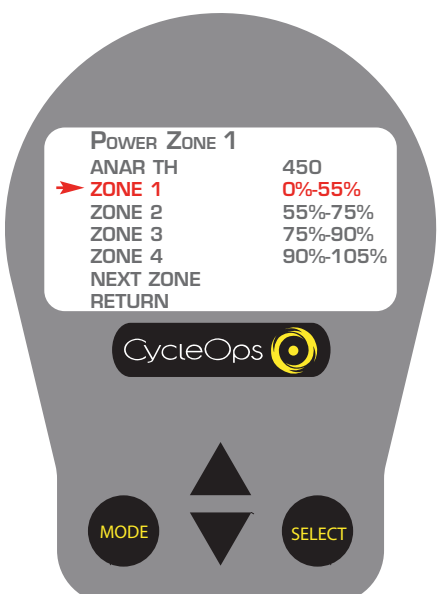 POWER ZONE 1
ANAR TH 450
ZONE 1 0%-55%
ZONE 2 55%-75%
ZONE 3 75%-90%
ZONE 4 90%-105%
NEXT ZONE
RETURN
CycleOps
MODE SELECT